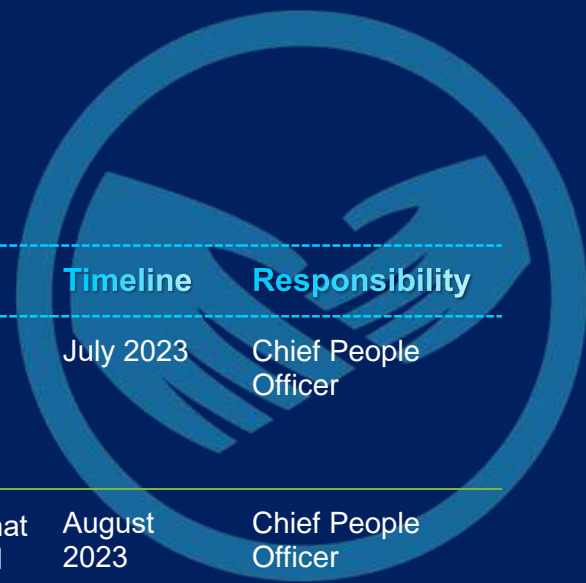 Timeline Responsibility
July 2023 Chief People
Officer
August Chief People
2023 Officer